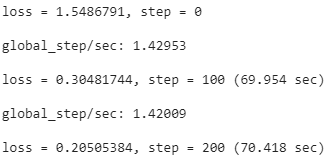 loss = 1.5486791, step = 0
global_step/sec: 1.42953
loss = 0.30481744, step = 100 (69.954 sec)
global_step/sec: 1.42009
loss = 0.20505384, step = 200 (70.418 sec)